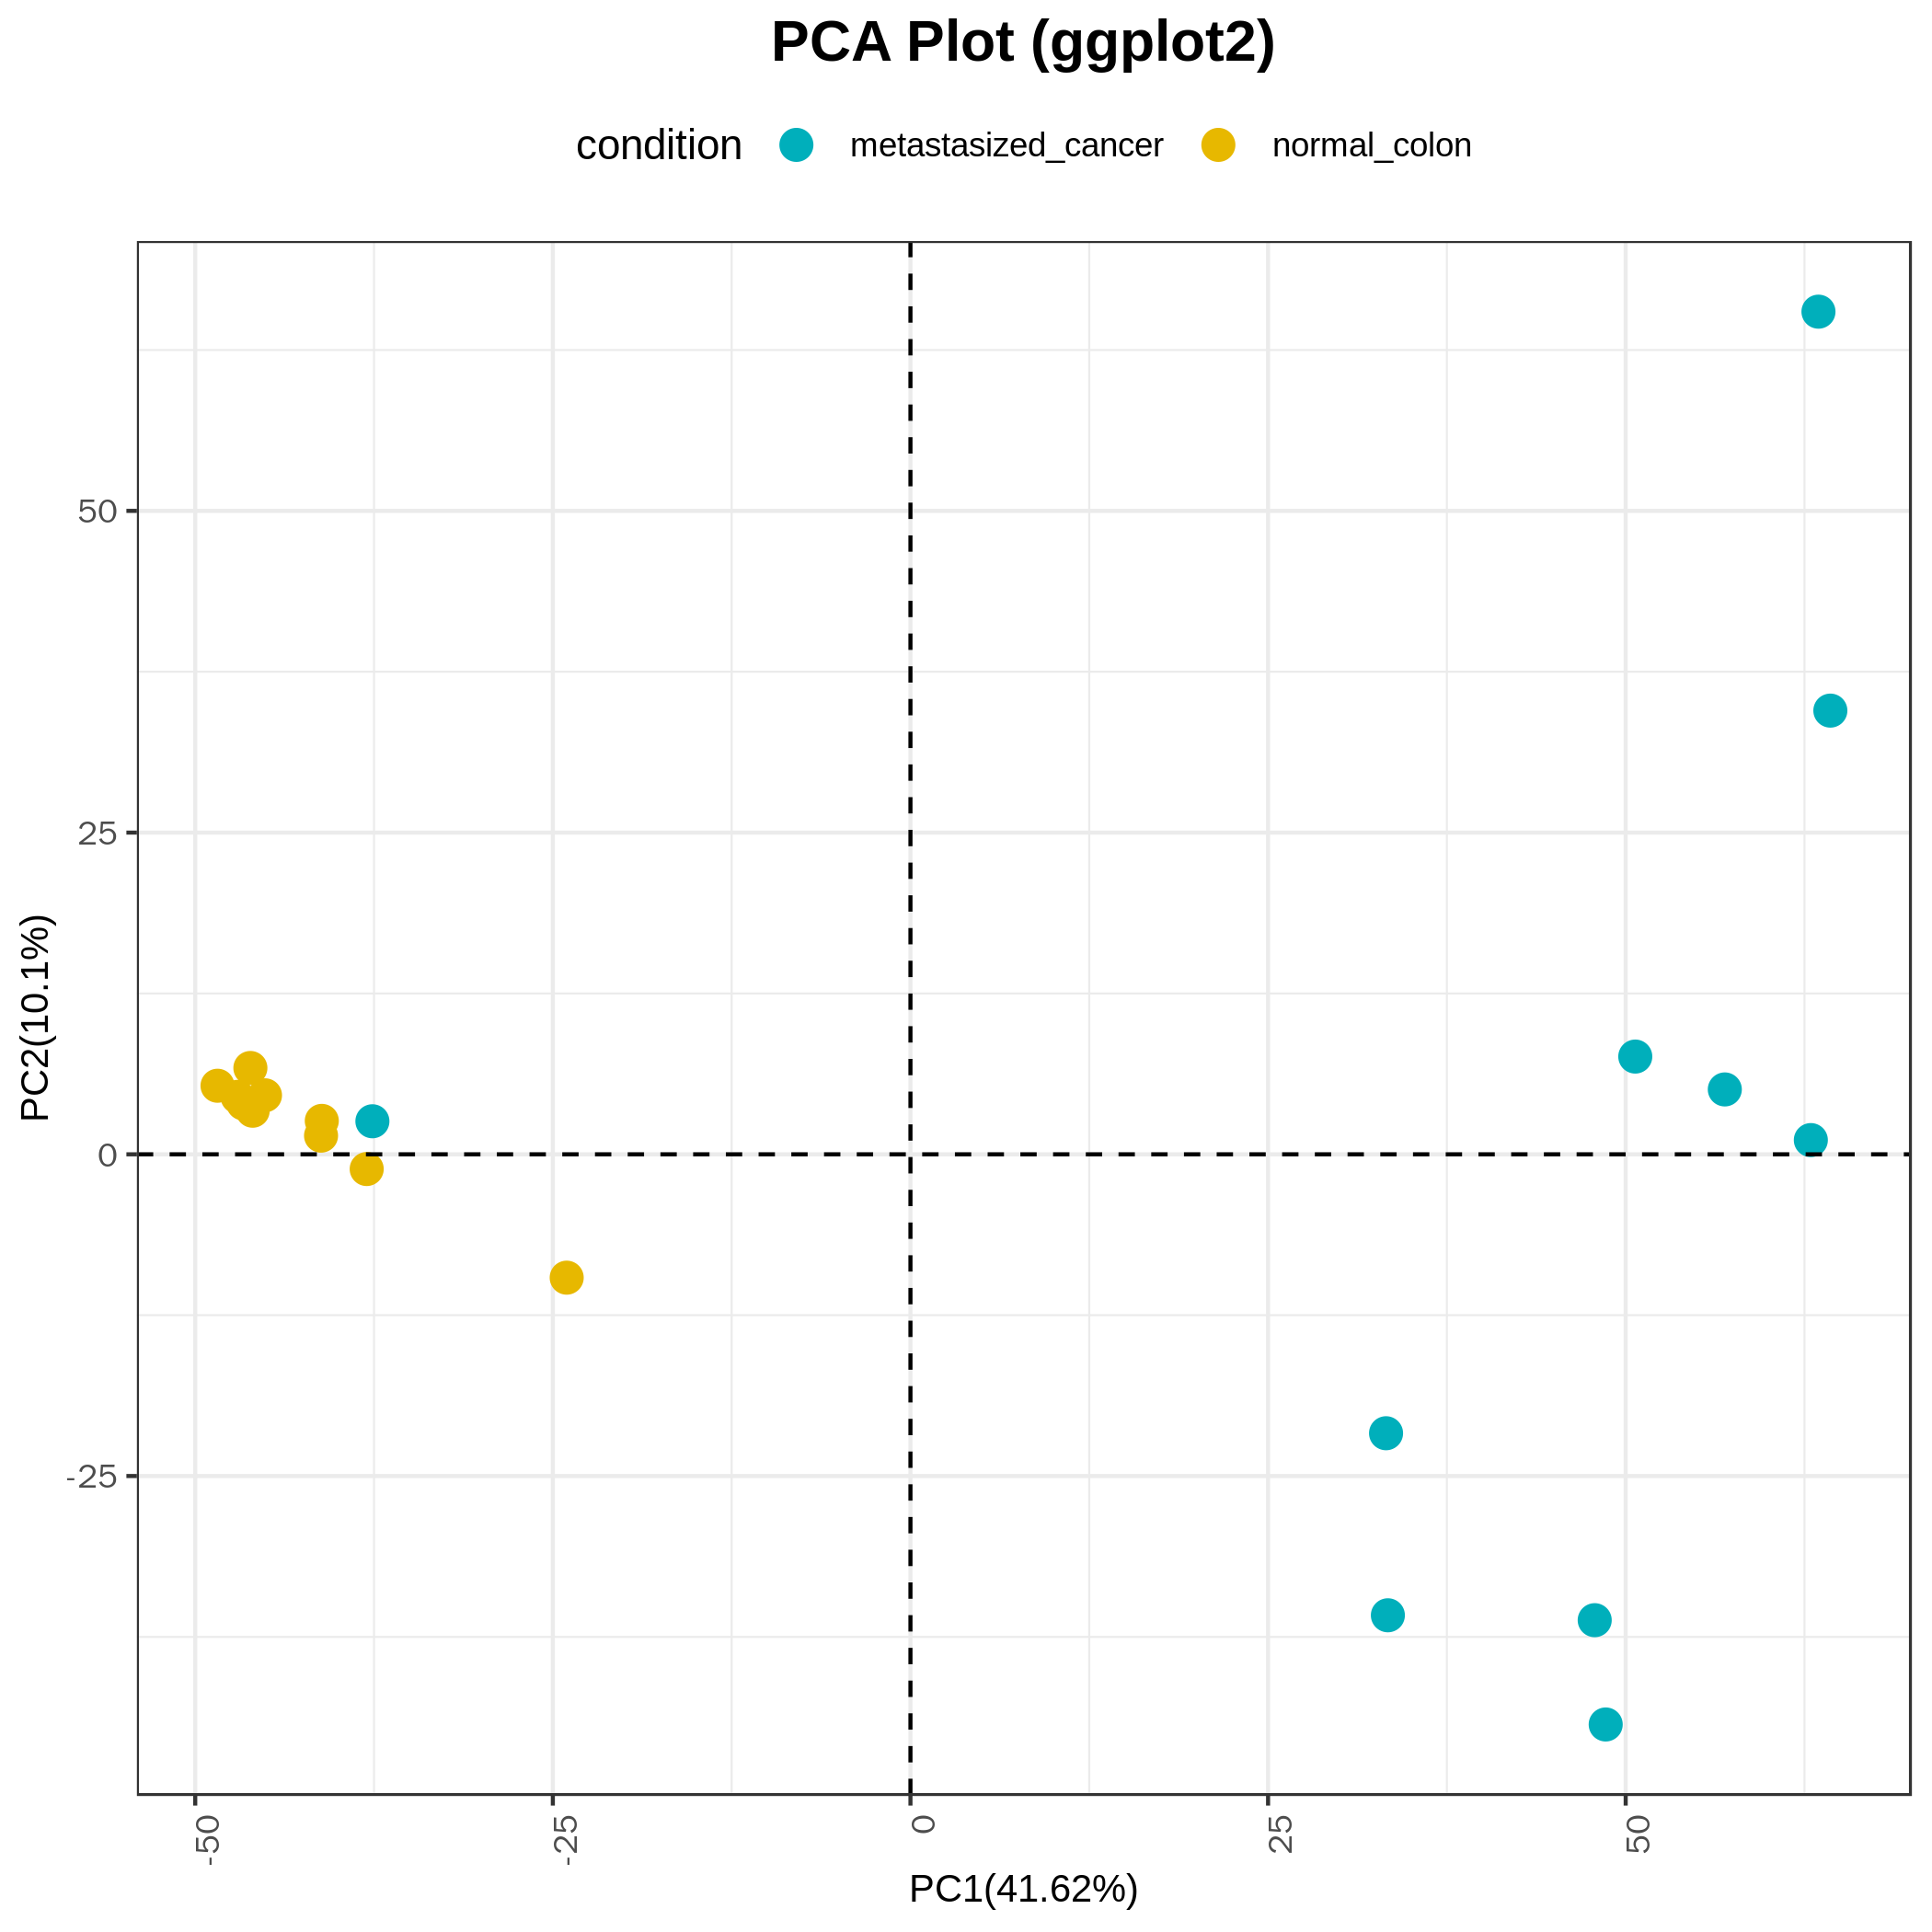 PCA Plot (ggplot2)
condition metastasized_cancer normal_colon
50
25
0
-25
PC2(10.1%)
-50 -25 0 25 50
PC1(41.62%)